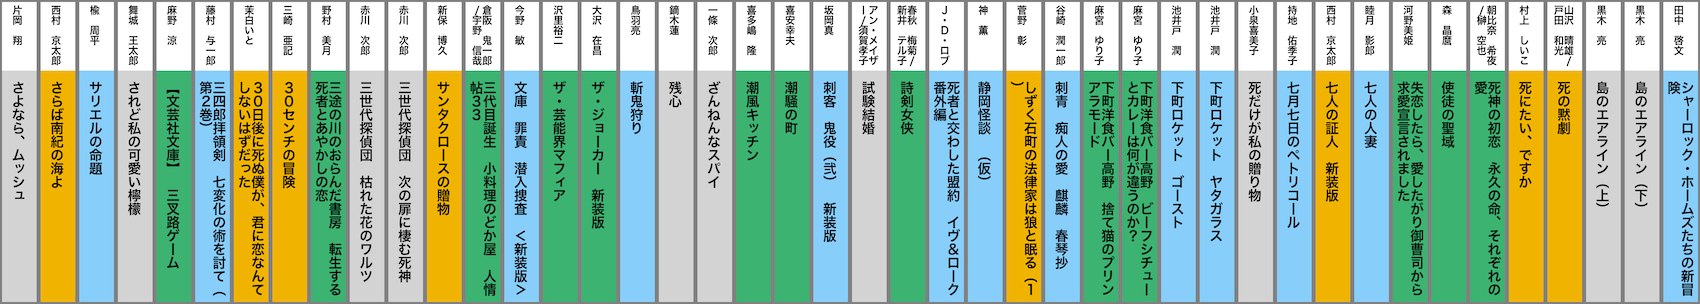 片岡 翔
さよなら、ムッシュ
西村 京太郎
さらば南紀の海よ
楡 周平
サリエルの命題
舞城 王太郎
されど私の可愛い檸檬
麻野 涼
【文芸社文庫】 三叉路ゲーム
藤村 与一郎
三四郎拝領剣 七変化の術を討て（
第２巻）
茉白いと
３０日後に死ぬ僕が、君に恋なんて
しないはずだった
三崎 亜記
３０センチの冒険
野村 美月
三途の川のおらんだ書房 転生する
死者とあやかしの恋
赤川 次郎
三世代探偵団 枯れた花のワルツ
赤川 次郎
三世代探偵団 次の扉に棲む死神
新保 博久
サンタクロースの贈物
倉阪 鬼一郎
/宇野 信哉
三代目誕生 小料理のどか屋 人情
帖３３
今野 敏
文庫 罪責 潜入捜査 ＜新装版＞
沢里裕二
ザ・芸能界マフィア
大沢 在昌
ザ・ジョーカー 新装版
鳥羽亮
斬鬼狩り
鏑木蓮
残心
一條 次郎
ざんねんなスパイ
喜多嶋 隆
潮風キッチン
喜安幸夫
潮騒の町
坂岡真
刺客 鬼役（弐） 新装版
アン・メイザ
ー/須賀孝子
試験結婚
春秋 梅菊/
新井 テル子
詩剣女侠
Ｊ・Ｄ・ロブ
死者と交わした盟約 イヴ＆ローク
番外編
神 薫
静岡怪談 （仮）
菅野 彰
しずく石町の法律家は狼と眠る（１
）
谷崎 潤一郎
刺青 痴人の愛 麒麟 春琴抄
麻宮 ゆり子
下町洋食バー高野 捨て猫のプリン
アラモード
麻宮 ゆり子
下町洋食バー高野 ビーフシチュー
とカレーは何が違うのか？
池井戸 潤
下町ロケット ゴースト
池井戸 潤
下町ロケット ヤタガラス
小泉喜美子
死だけが私の贈り物
持地 佑季子
七月七日のペトリコール
西村 京太郎
七人の証人 新装版
睦月 影郎
七人の人妻
河野美姫
失恋したら、愛したがり御曹司から
求愛宣言されました
森 晶麿
使徒の聖域
朝比奈 希夜
/榊 空也
死神の初恋 永久の命、それぞれの
愛
村上 しいこ
死にたい、ですか
山沢 晴雄/
戸田 和光
死の黙劇
黒木 亮
島のエアライン（上）
黒木 亮
島のエアライン（下）
田中 啓文
シャーロック・ホームズたちの新冒
険